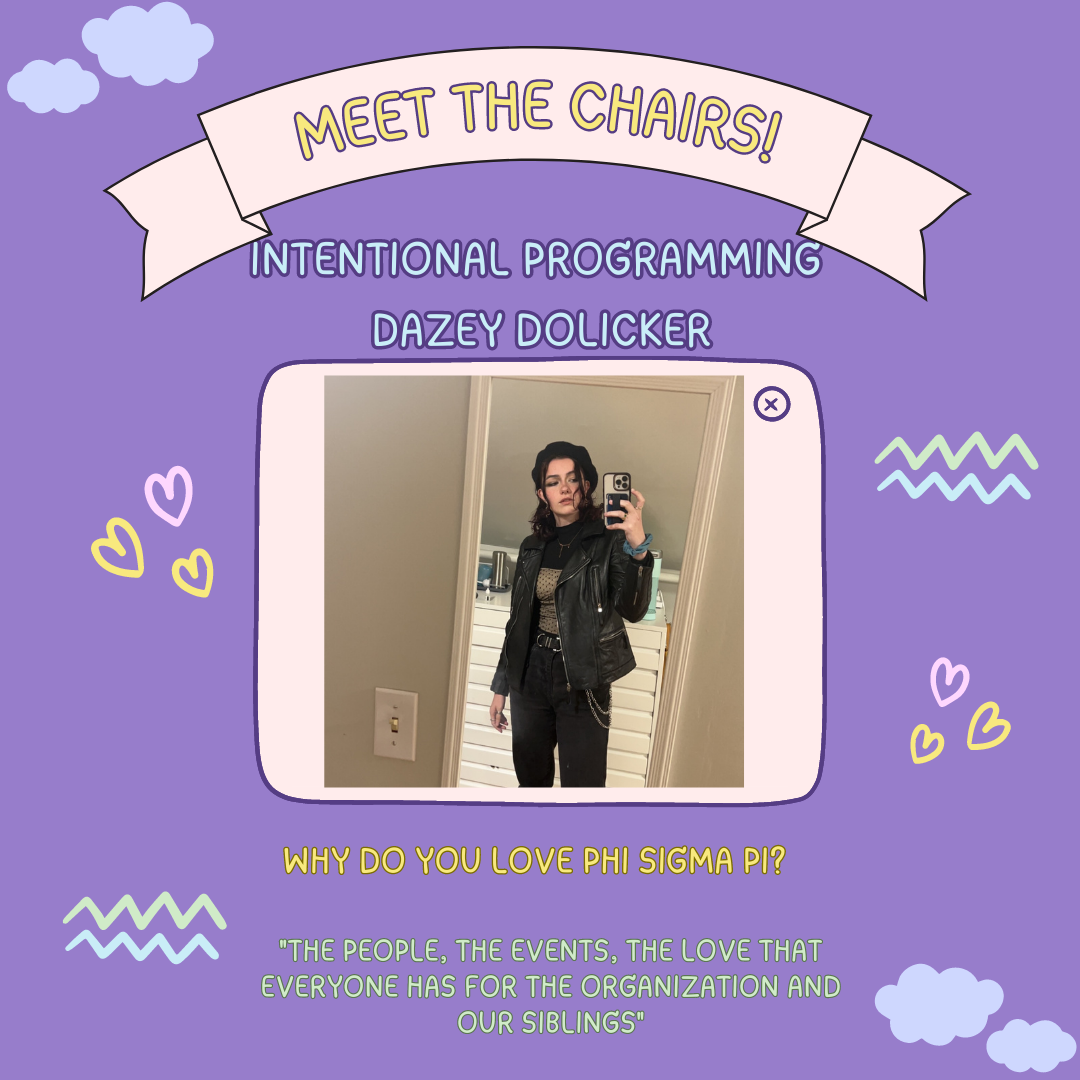 MEET THE CHAIRS!
INTENTIONAL PROGRAMMING
DAZEY DOLICKER
WHY DO YOU LOVE PHI SIGMA PI?
"THE PEOPLE, THE EVENTS, THE LOVE THAT
EVERYONE HAS FOR THE ORGANIZATION AND
OUR SIBLINGS"